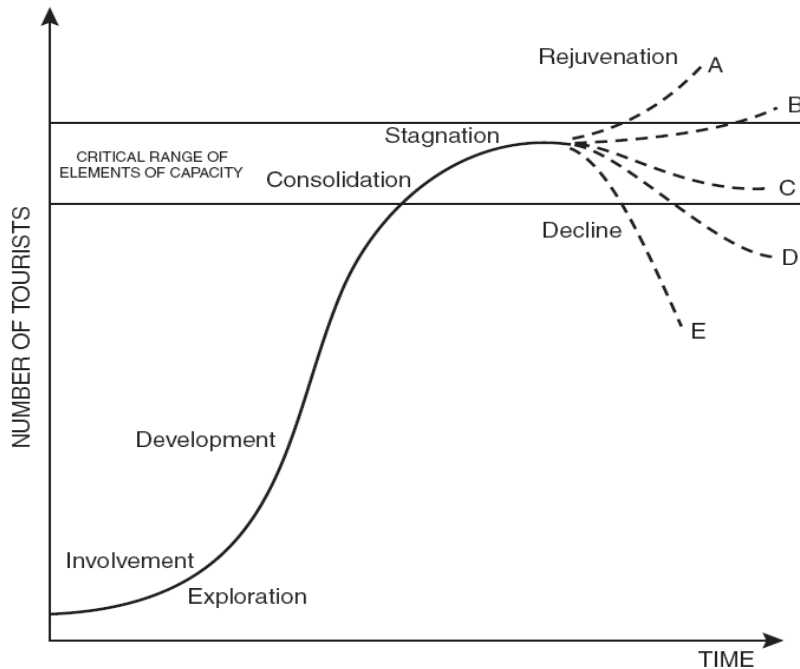 Rejuvenation
A
B
Stagnation
CRITICAL RANGE OF
ELEMENTS OF CAPACITY
Consolidation
C
Decline
D
E
NUMBER OF TOURISTS
Development
Involvement
Exploration
TIME